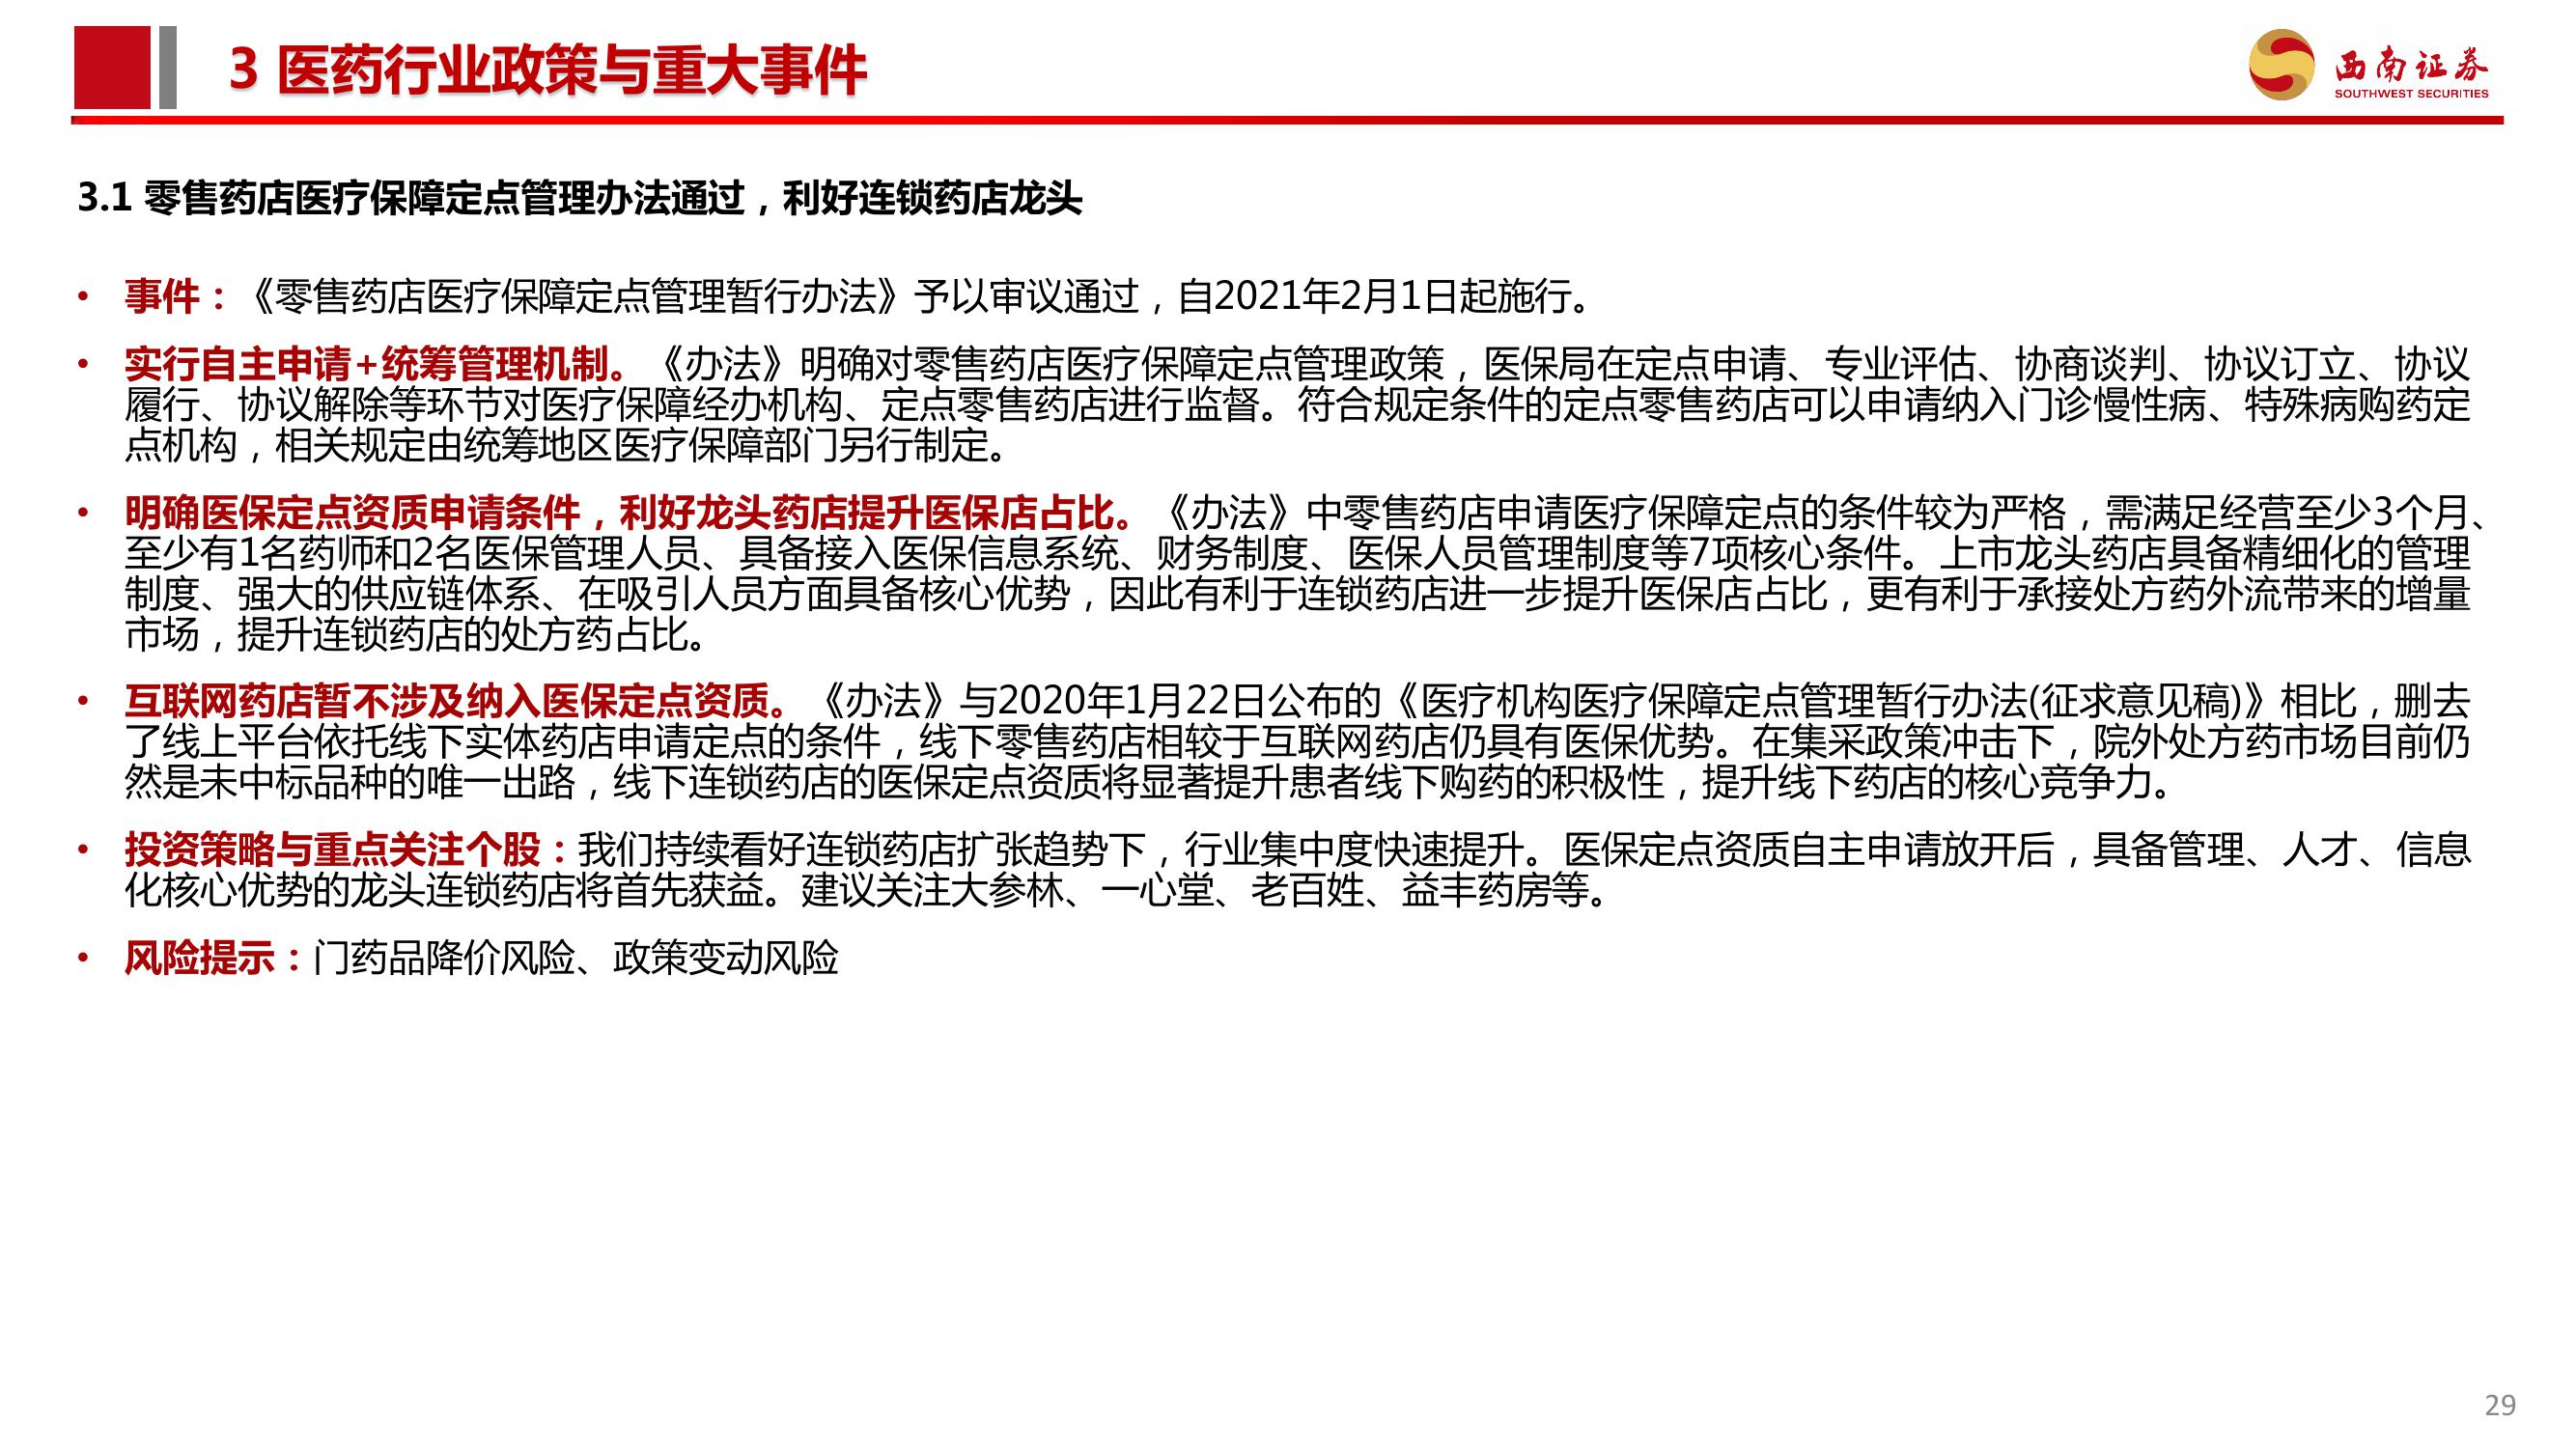 3 医药行业政策与重大事件
西南证券
SOUTHWEST SECURITIES
3.1 零售药店医疗保障定点管理办法通过，利好连锁药店龙头
• 事件：《零售药店医疗保障定点管理暂行办法》予以审议通过，自2021年2月1日起施行。
• 实行自主申请+统筹管理机制。《办法》明确对零售药店医疗保障定点管理政策，医保局在定点申请、专业评估、协商谈判、协议订立、协议
履行、协议解除等环节对医疗保障经办机构、定点零售药店进行监督。符合规定条件的定点零售药店可以申请纳入门诊慢性病、特殊病购药定
点机构，相关规定由统筹地区医疗保障部门另行制定。
• 明确医保定点资质申请条件，利好龙头药店提升医保店占比。《办法》中零售药店申请医疗保障定点的条件较为严格，需满足经营至少3个月、
至少有1名药师和2名医保管理人员、具备接入医保信息系统、财务制度、医保人员管理制度等7项核心条件。上市龙头药店具备精细化的管理
制度、强大的供应链体系、在吸引人员方面具备核心优势，因此有利于连锁药店进一步提升医保店占比，更有利于承接处方药外流带来的增量
市场，提升连锁药店的处方药占比。
• 互联网药店暂不涉及纳入医保定点资质。《办法》与2020年1月22日公布的《医疗机构医疗保障定点管理暂行办法(征求意见稿)》相比，删去
了线上平台依托线下实体药店申请定点的条件，线下零售药店相较于互联网药店仍具有医保优势。在集采政策冲击下，院外处方药市场目前仍
然是未中标品种的唯一出路，线下连锁药店的医保定点资质将显著提升患者线下购药的积极性，提升线下药店的核心竞争力。
• 投资策略与重点关注个股：我们持续看好连锁药店扩张趋势下，行业集中度快速提升。医保定点资质自主申请放开后，具备管理、人才、信息
化核心优势的龙头连锁药店将首先获益。建议关注大参林、一心堂、老百姓、益丰药房等。
• 风险提示：门药品降价风险、政策变动风险
29